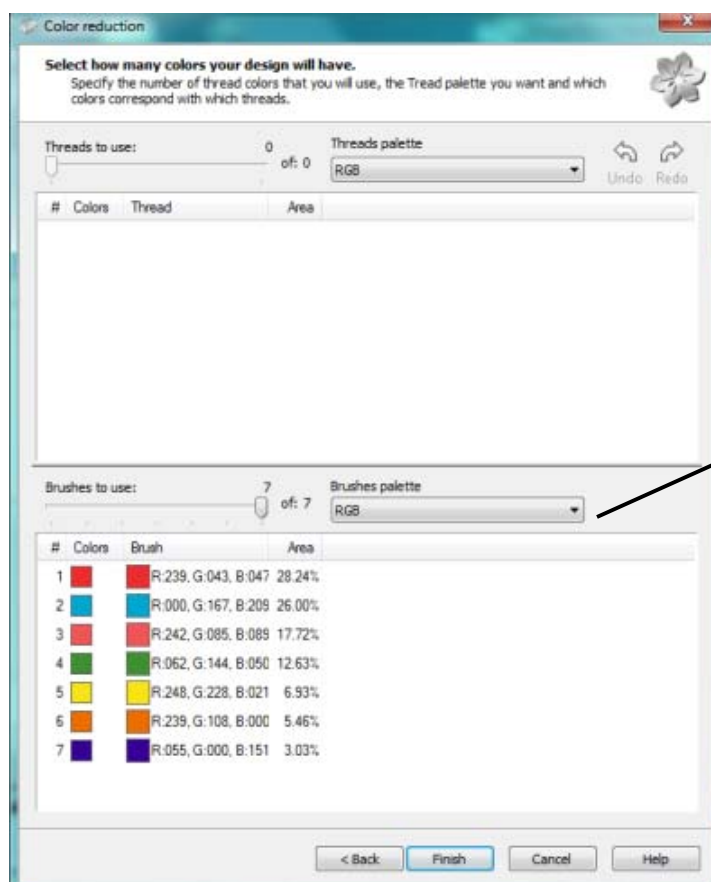 Color reduction
Select how many colors your design will have.
Specify the number of thread colors that you will use, the Tread palette you want and which
colors correspond with which threads.
Threads to use: 0 of: 0
Threads palette
RGB
Undo Redo
# Colors Thread Area
Brushes to use: 7 of: 7
Brushes palette
RGB
# Colors Brush Area
1 R:239, G:043, B:047 28.24%
2 R:000, G:167, B:209 26.00%
3 R:242, G:085, B:089 17.72%
4 R:062, G:144, B:050 12.63%
5 R:248, G:228, B:021 6.93%
6 R:239, G:108, B:000 5.46%
7 R:055, G:000, B:151 3.03%
< Back Finish Cancel Help